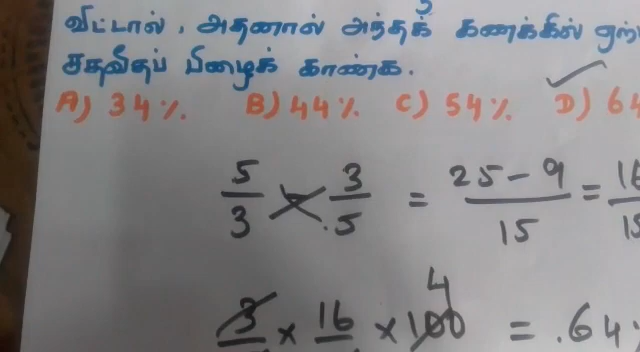 விட்டால், அதனால் அந்தக் கணக்கில்
சதவிதப் பிழைக் காண்க.
A) 34%. B) 44%. C) 54%. D) 64
5/3 × 3/5 = 25-9/15 = 16/15
3 × 16 × 100 4 = .64%